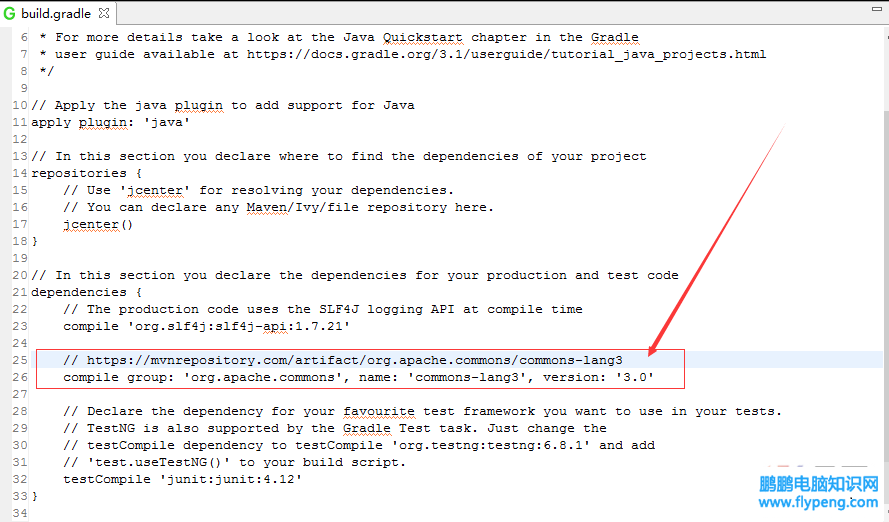 build.gradle
6 * For more details take a look at the Java Quickstart chapter in the Gradle
7 * user guide available at https://docs.gradle.org/3.1/userguide/tutorial_java_projects.html
8 */
9
10 // Apply the java plugin to add support for Java
11 apply plugin: 'java'
12
13 // In this section you declare where to find the dependencies of your project
14 repositories {
15 // Use 'jcenter' for resolving your dependencies.
16 // You can declare any Maven/Ivy/file repository here.
17 jcenter()
18 }
19
20 // In this section you declare the dependencies for your production and test code
21 dependencies {
22 // The production code uses the SLF4J logging API at compile time
23 compile 'org.slf4j:slf4j-api:1.7.21'
24
25 // https://mvnrepository.com/artifact/org.apache.commons/commons-lang3
26 compile group: 'org.apache.commons', name: 'commons-lang3', version: '3.0'
27
28 // Declare the dependency for your favourite test framework you want to use in your tests.
29 // TestNG is also supported by the Gradle Test task. Just change the
30 // testCompile dependency to testCompile 'org.testng:testng:6.8.1' and add
31 // 'test.useTestNG()' to your build script.
32 testCompile 'junit:junit:4.12'
33 }
34
鹏鹏电脑知识网
www.flypeng.com